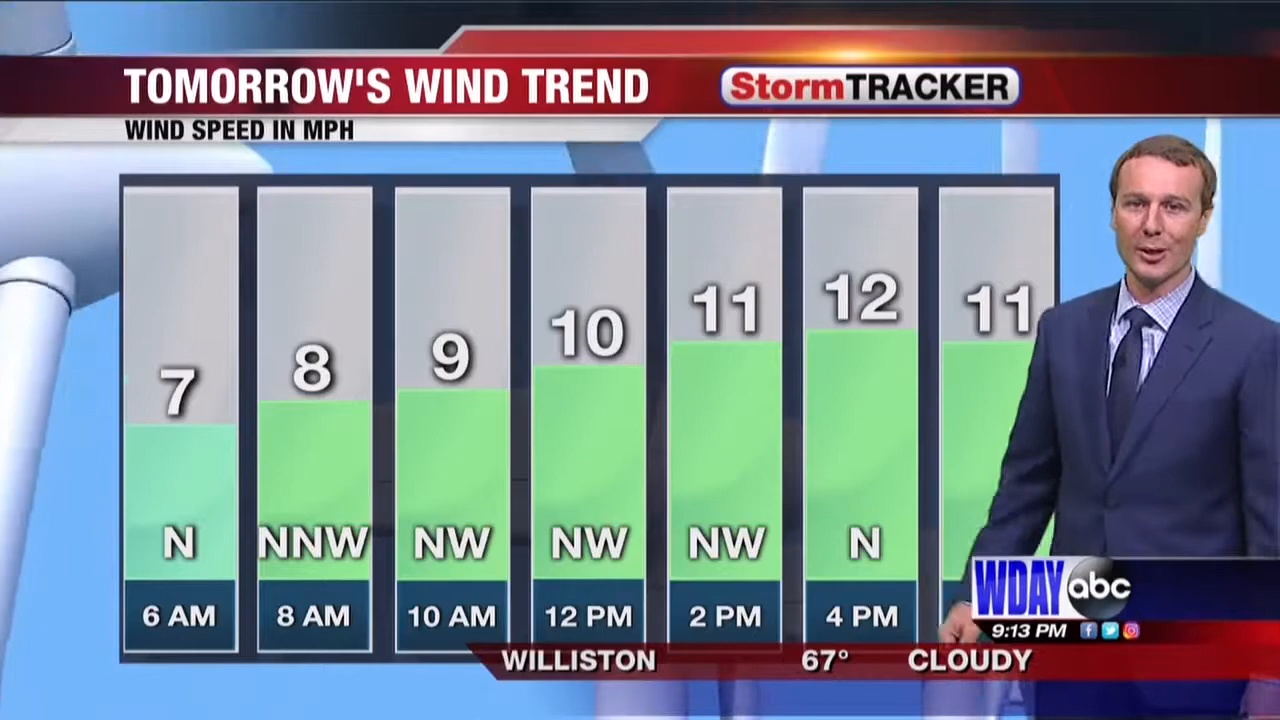 TOMORROW'S WIND TREND
StormTRACKER
WIND SPEED IN MPH
7 8 9 10 11 12 11
N NNW NW NW NW N
6 AM 8 AM 10 AM 12 PM 2 PM 4 PM
WDAY abc
9:13 PM
WILLISTON 67° CLOUDY